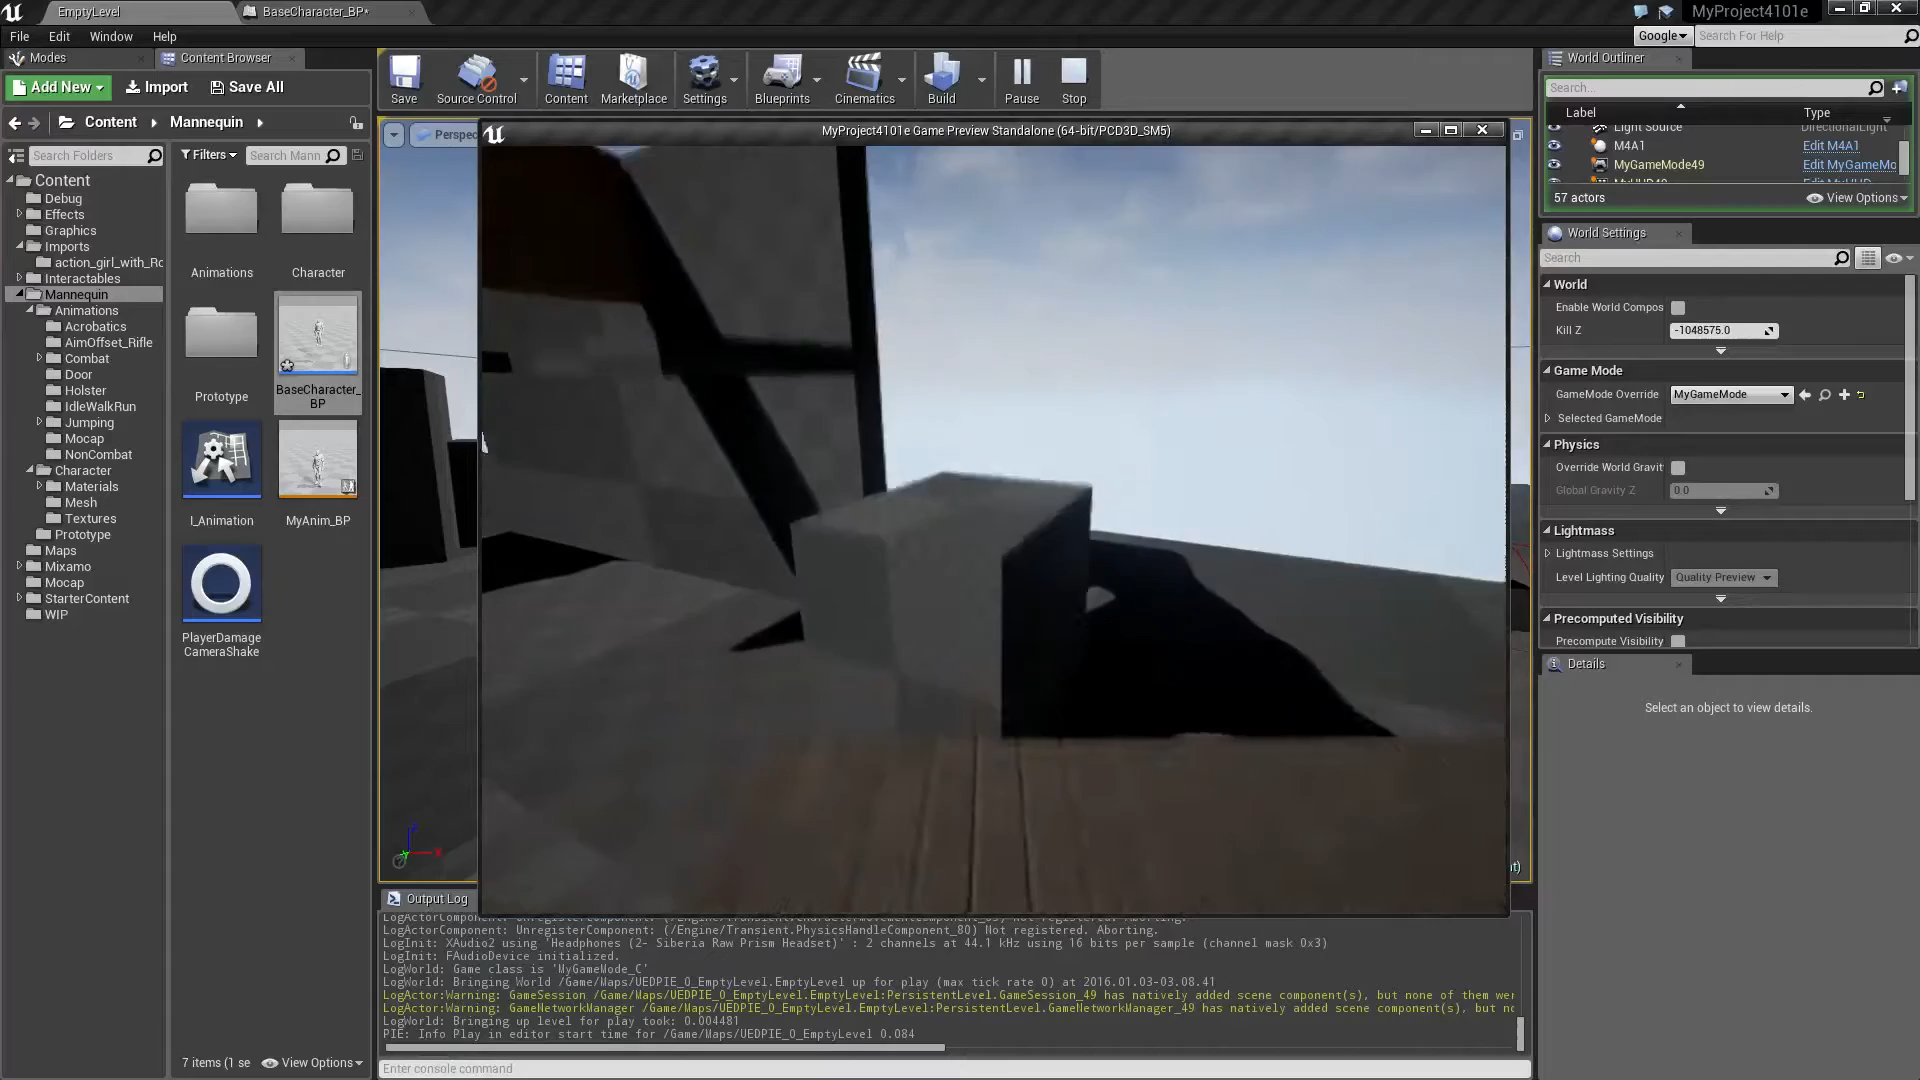 EmptyLevel
BaseCharacter_BP*
MyProject4101e
File
Edit
Window
Help
Google
Search For Help
Modes
Content Browser
Add New
Import
Save All
Save
Source Control
Content
Marketplace
Settings
Blueprints
Cinematics
Build
Pause
Stop
World Outliner
Search...
Label
Type
Light Source
DirectionalLight
M4A1
Edit M4A1
MyGameMode49
Edit MyGameMo
57 actors
View Options
Content
Mannequin
Search Folders
Filters
Search Mann
Content
Debug
Effects
Graphics
Imports
action_girl_with_Rc
Interactables
Mannequin
Animations
Acrobatics
AimOffset_Rifle
Combat
Door
Holster
IdleWalkRun
Jumping
Mocap
NonCombat
Character
Materials
Mesh
Textures
Prototype
Maps
Mixamo
Mocap
StarterContent
WIP
Animations
Character
Prototype
BaseCharacter_
BP
I_Animation
MyAnim_BP
PlayerDamage
CameraShake
7 items (1 se
View Options
Perspec
MyProject4101e Game Preview Standalone (64-bit/PCD3D_SM5)
World Settings
Search
World
Enable World Compos
Kill Z
-1048575.0
Game Mode
GameMode Override
MyGameMode
Selected GameMode
Physics
Override World Gravit
Global Gravity Z
0.0
Lightmass
Lightmass Settings
Level Lighting Quality
Quality Preview
Precomputed Visibility
Precompute Visibility
Details
Select an object to view details.
Output Log
LogActorComponent: UnregisterComponent: (/Engine/Transient.PhysicsHandleComponent_80) Not registered. Aborting.
LogInit: XAudio2 using 'Headphones (2- Siberia Raw Prism Headset)' : 2 channels at 44.1 kHz using 16 bits per sample (channel mask 0x3)
LogInit: FAudioDevice initialized.
LogWorld: Game class is 'MyGameMode_C'
LogWorld: Bringing World /Game/Maps/UEDPIE_0_EmptyLevel.EmptyLevel up for play (max tick rate 0) at 2016.01.03-03.08.41
LogActor:Warning: GameSession /Game/Maps/UEDPIE_0_EmptyLevel.EmptyLevel:PersistentLevel.GameSession_49 has natively added scene component(s), but none of them wer
LogActor:Warning: GameNetworkManager /Game/Maps/UEDPIE_0_EmptyLevel.EmptyLevel:PersistentLevel.GameNetworkManager_49 has natively added scene component(s), but no
LogWorld: Bringing up level for play took: 0.004481
PIE: Info Play in editor start time for /Game/Maps/UEDPIE_0_EmptyLevel 0.084
Enter console command